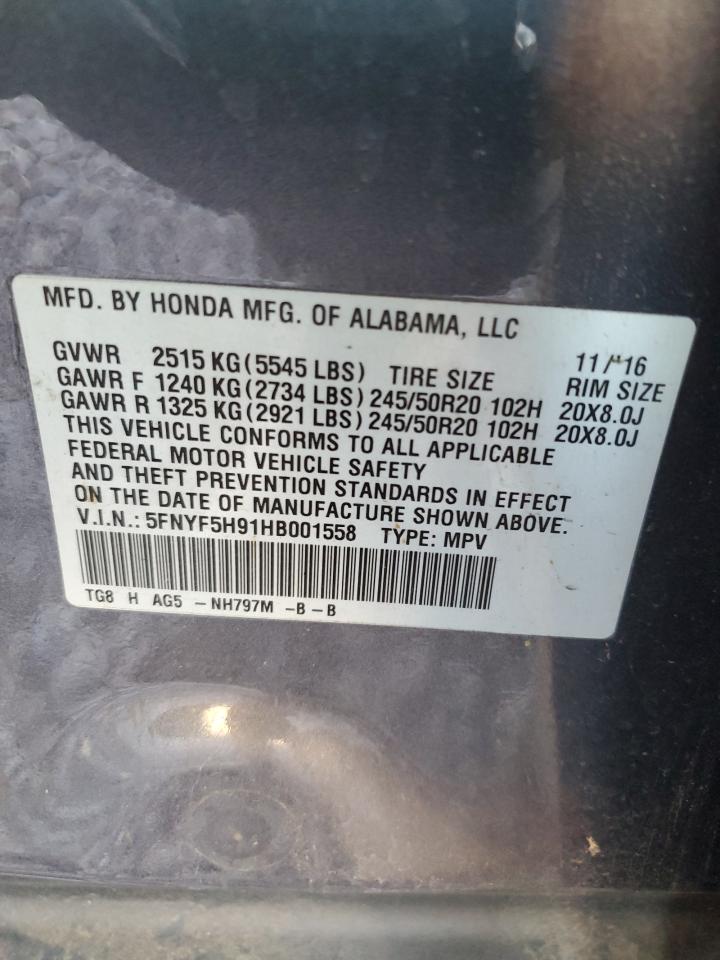 MFD. BY HONDA MFG. OF ALABAMA, LLC
11/"16
GVWR 2515 KG (5545 LBS) TIRE SIZE RIM SIZE
GAWR F 1240 KG (2734 LBS) 245/50R20 102H 20X8.0J
GAWR R 1325 KG (2921 LBS) 245/50R20 102H 20X8.0J
THIS VEHICLE CONFORMS TO ALL APPLICABLE
FEDERAL MOTOR VEHICLE SAFETY
AND THEFT PREVENTION STANDARDS IN EFFECT
ON THE DATE OF MANUFACTURE SHOWN ABOVE.
V.I.N.: 5FNYF5H91HB001558 TYPE: MPV
TG8 H AG5 – NH797M – B – B